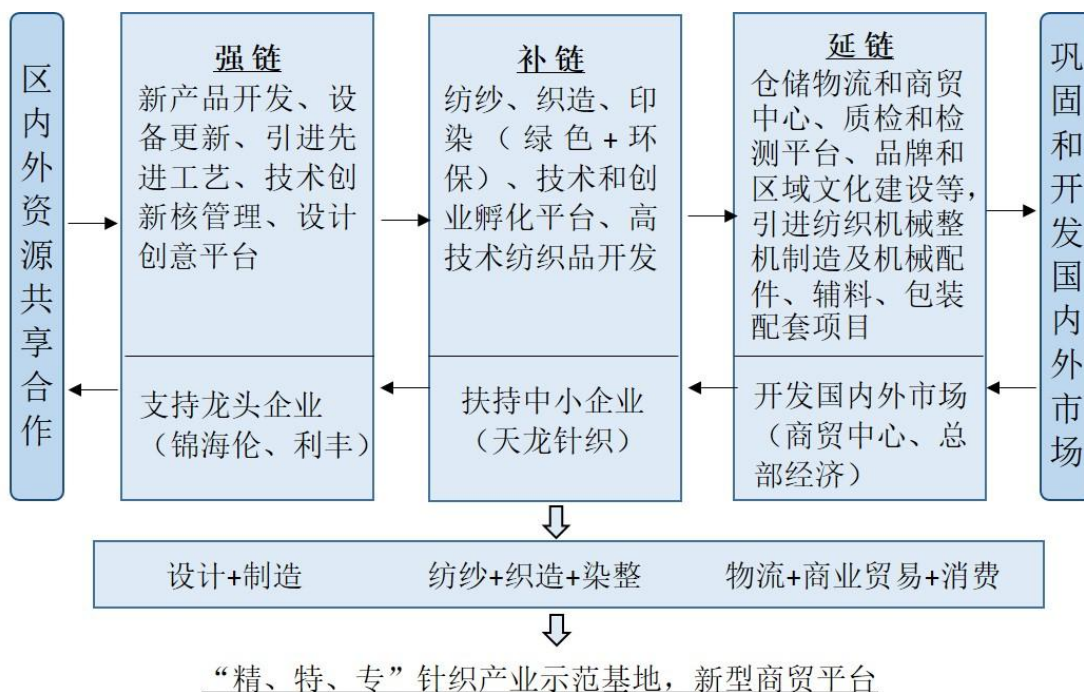 区内外资源共享合作
强链
新产品开发、设
备更新、引进先
进工艺、技术创
新核管理、设计
创意平台
支持龙头企业
（锦海伦、利丰）
补链
纺纱、织造、印
染（绿色+环
保）、技术和创
业孵化平台、高
技术纺织品开发
扶持中小企业
（天龙针织）
延链
仓储物流和商贸
中心、质检和检
测平台、品牌和
区域文化建设等，
引进纺织机械整
机制造及机械配
件、辅料、包装
配套项目
开发国内外市场
（商贸中心、总
部经济）
巩固和开发国内外市场
设计+制造
纺纱+织造+染整
物流+商业贸易+消费
“精、特、专”针织产业示范基地，新型商贸平台